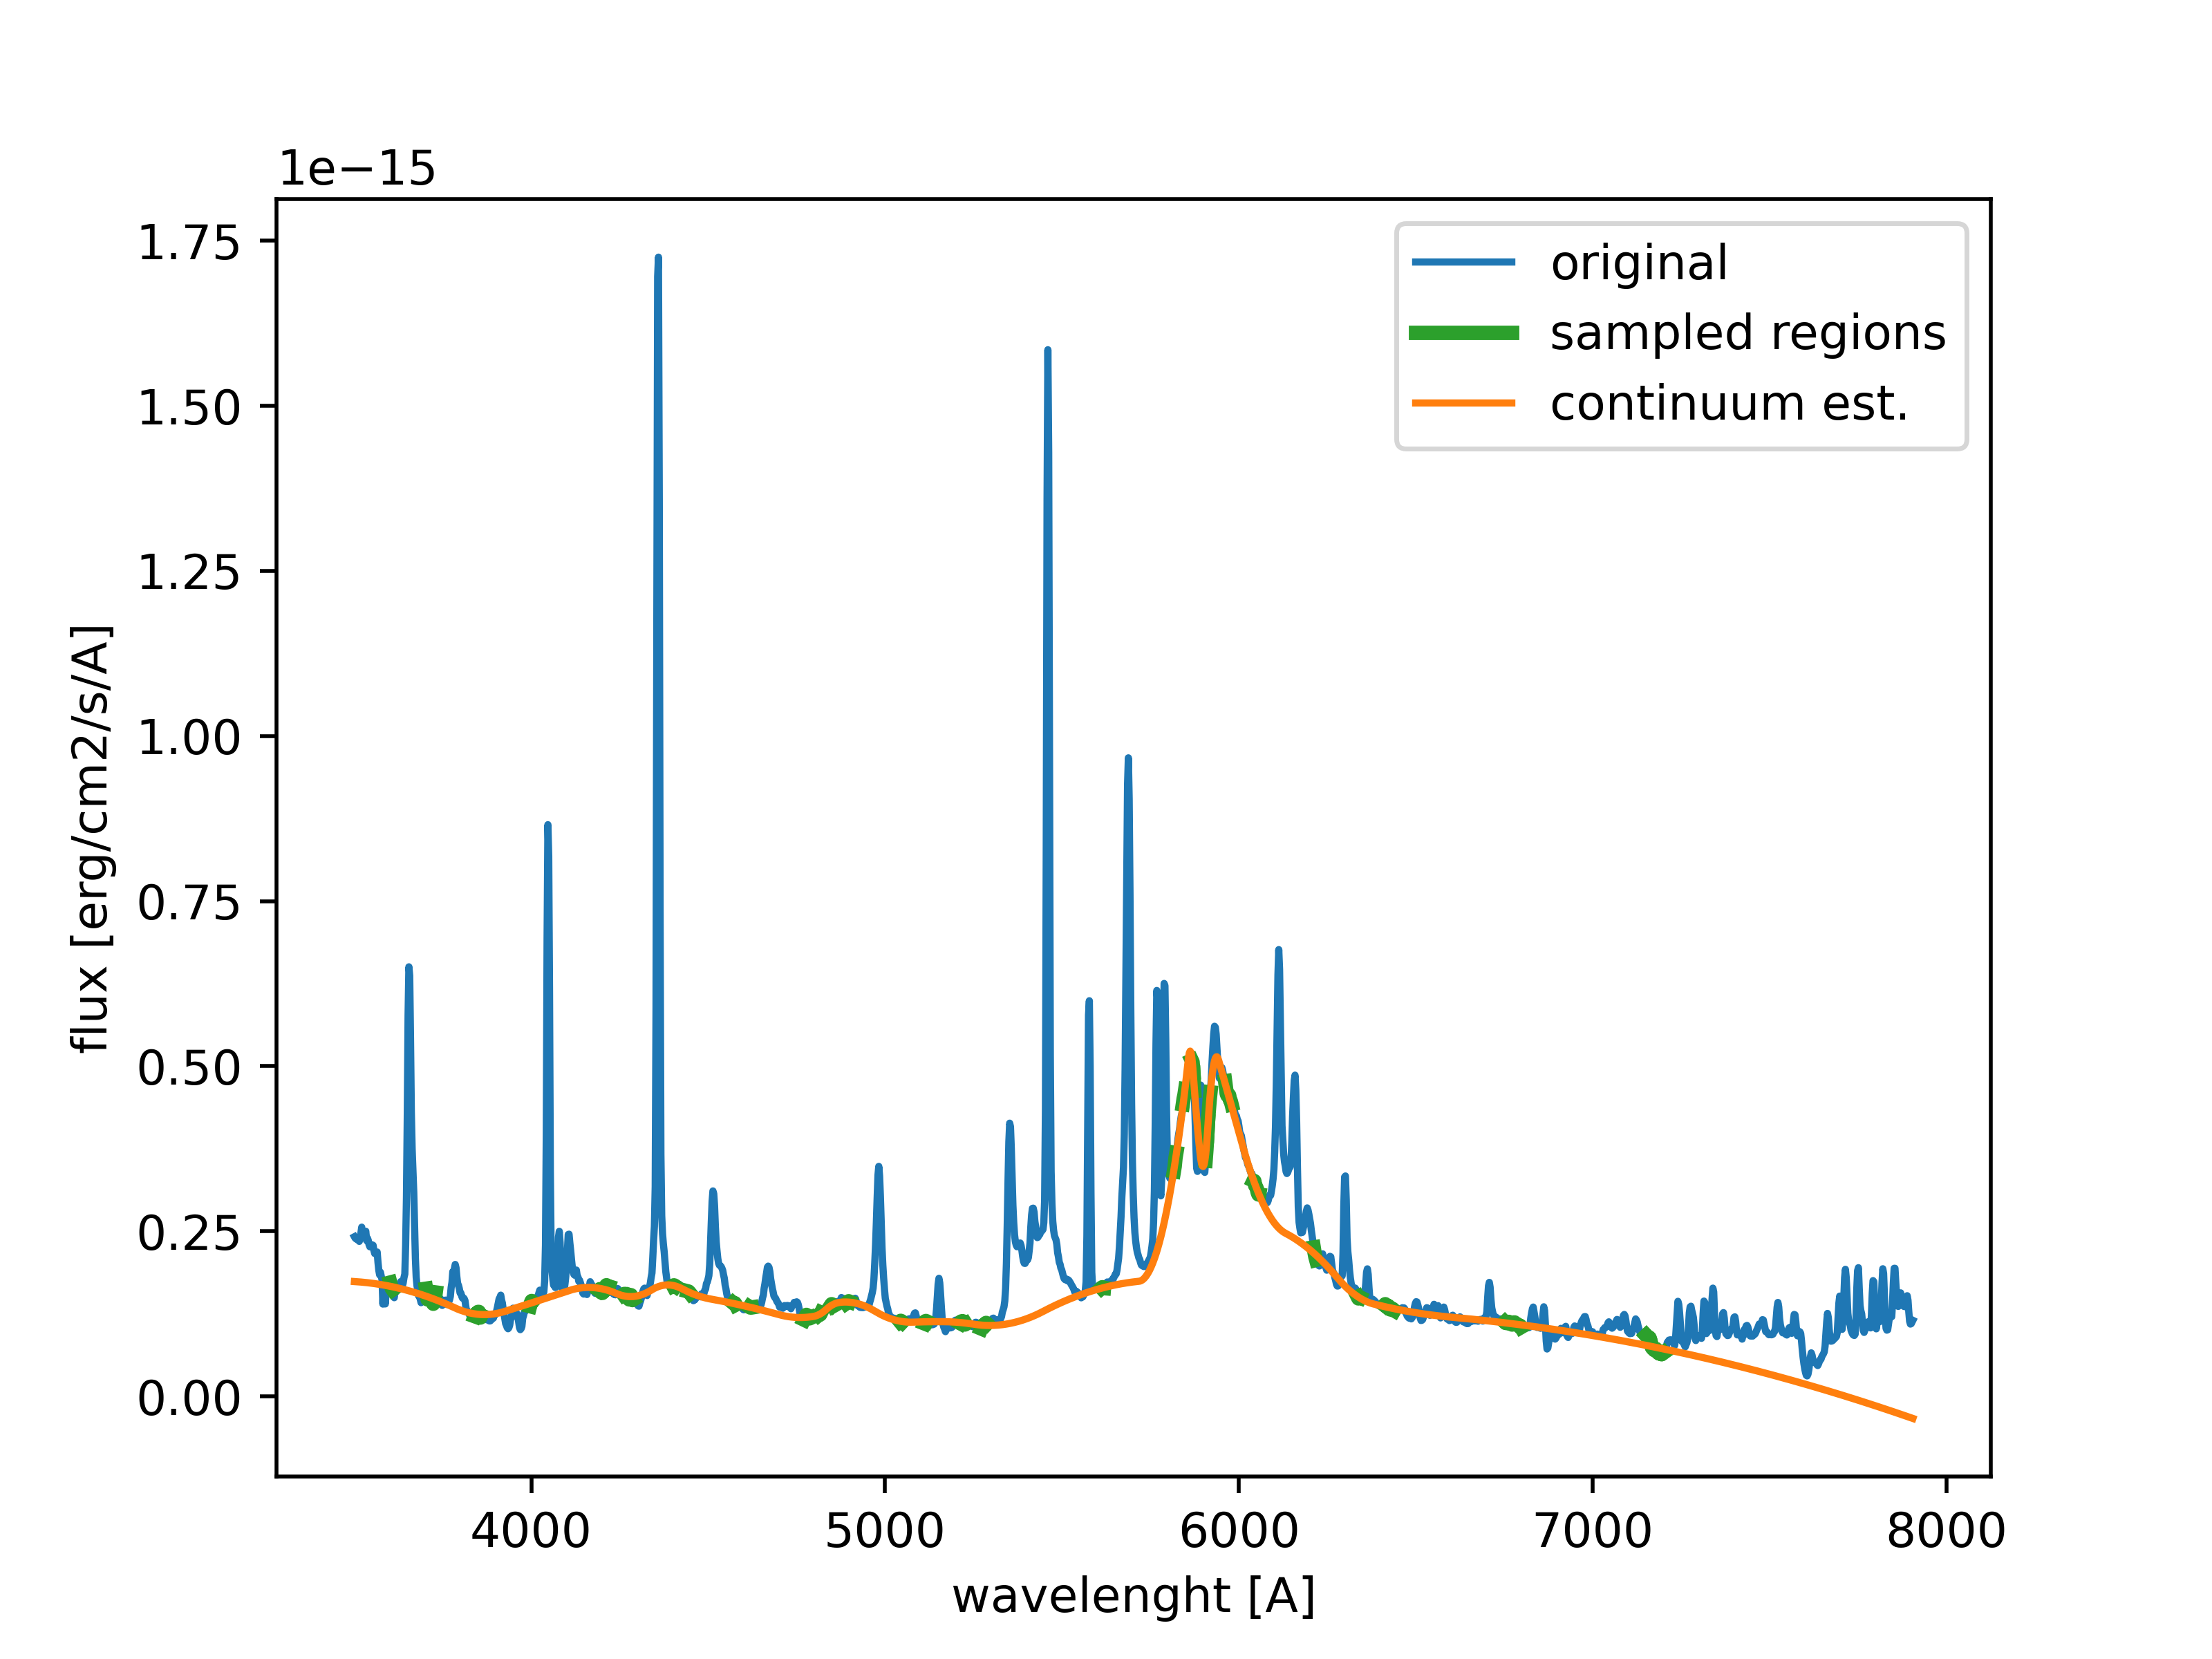 1e−15
1.75
1.50
1.25
1.00
0.75
0.50
0.25
0.00
flux [erg/cm2/s/A]
original
sampled regions
continuum est.
4000 5000 6000 7000 8000
wavelenght [A]